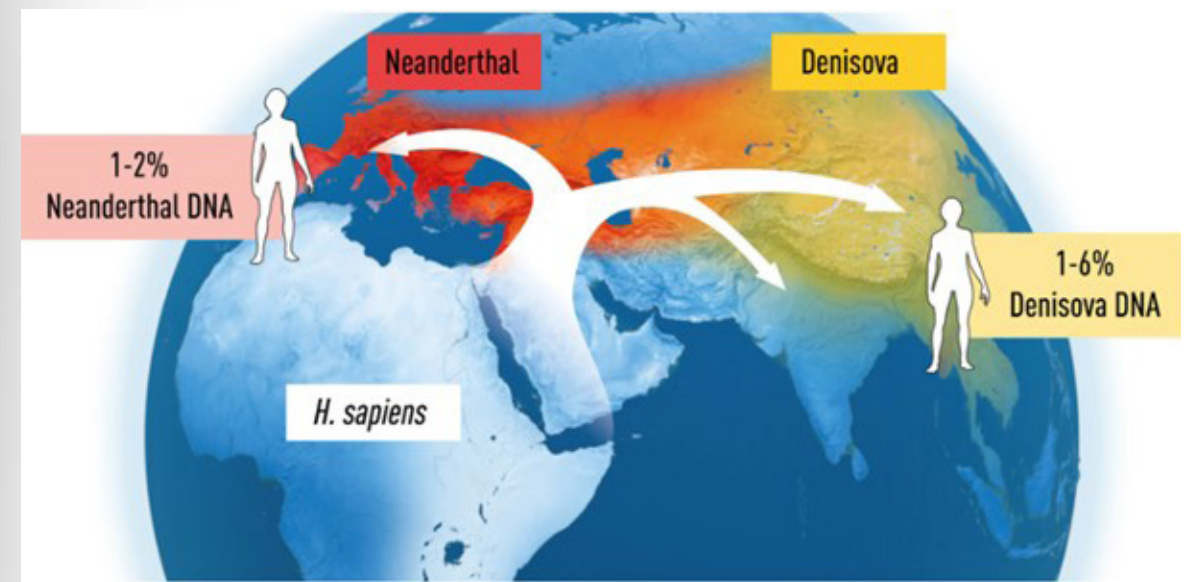 Neanderthal
Denisova
1-2%
Neanderthal DNA
1-6%
Denisova DNA
H. sapiens